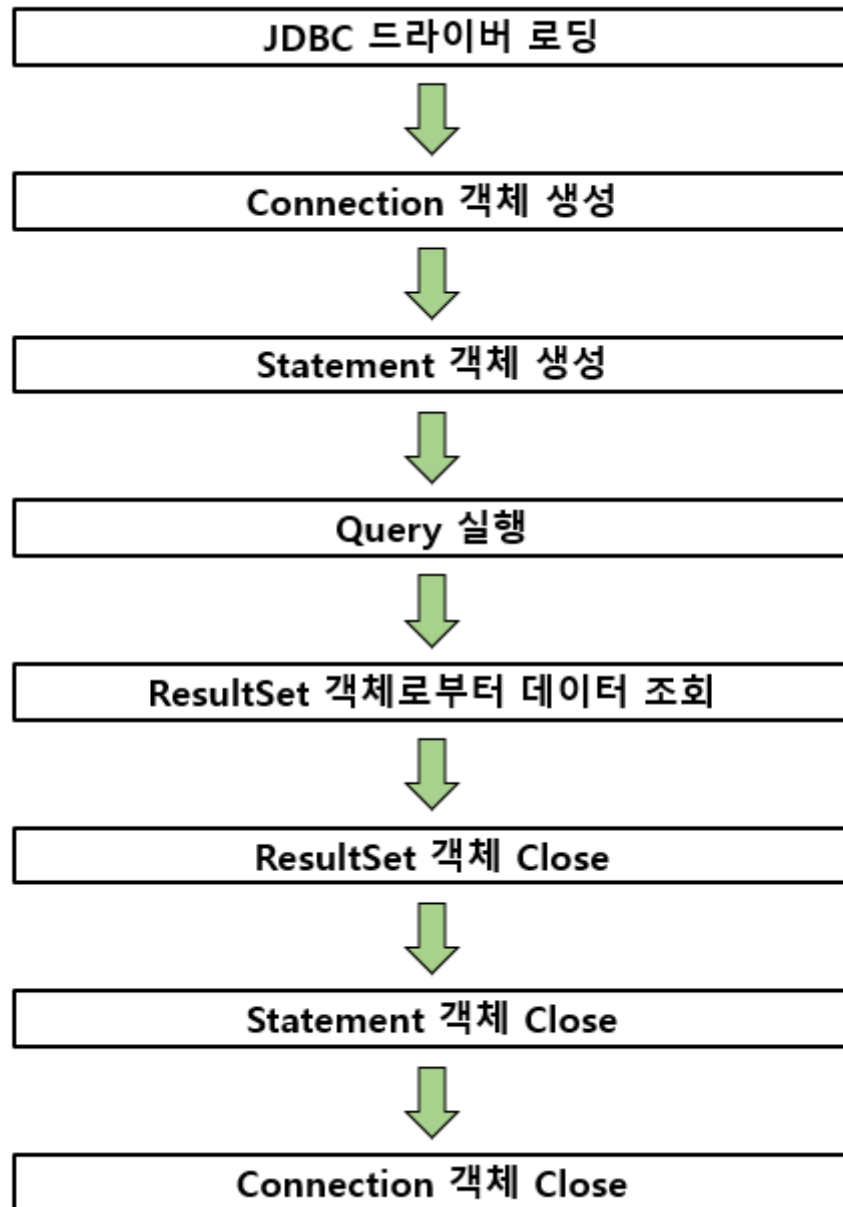 JDBC 드라이버 로딩
Connection 객체 생성
Statement 객체 생성
Query 실행
ResultSet 객체로부터 데이터 조회
ResultSet 객체 Close
Statement 객체 Close
Connection 객체 Close